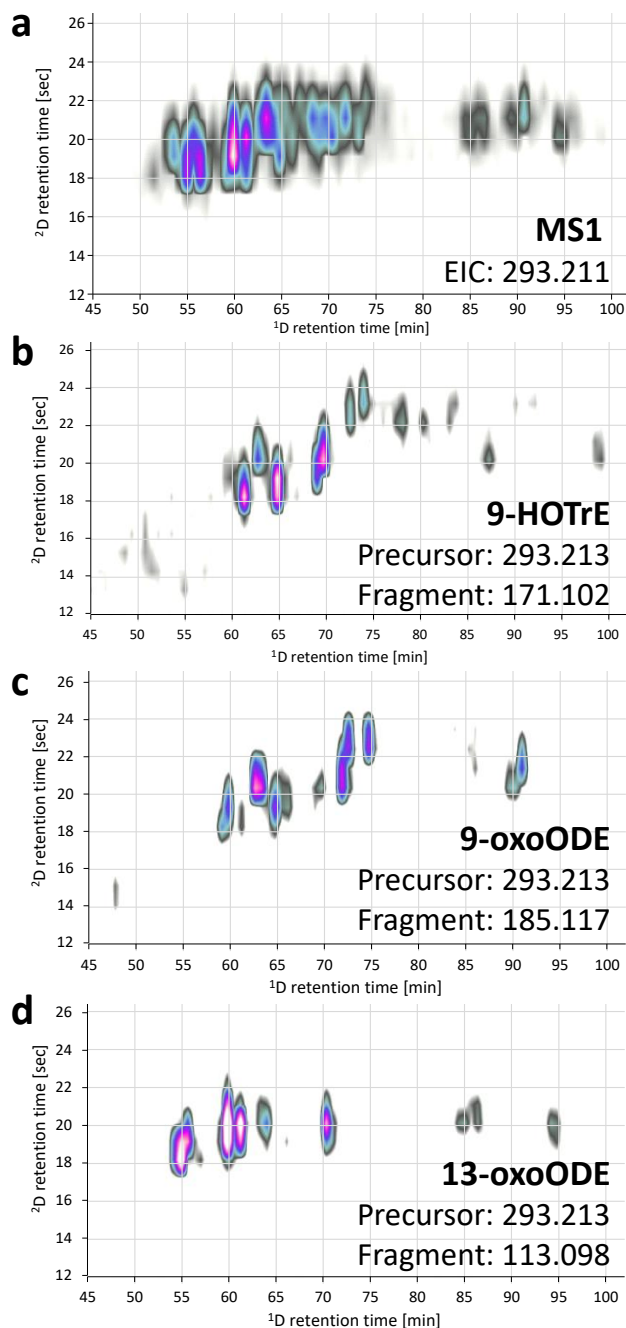 a
26
24
22
20
18
16
14
12
²D retention time [sec]
MS1
EIC: 293.211
45 50 55 60 65 70 75 80 85 90 95 100
¹D retention time [min]
b
26
24
22
20
18
16
14
12
²D retention time [sec]
9-HOTrE
Precursor: 293.213
Fragment: 171.102
45 50 55 60 65 70 75 80 85 90 95 100
¹D retention time [min]
c
26
24
22
20
18
16
14
12
²D retention time [sec]
9-oxoODE
Precursor: 293.213
Fragment: 185.117
45 50 55 60 65 70 75 80 85 90 95 100
¹D retention time [min]
d
26
24
22
20
18
16
14
12
²D retention time [sec]
13-oxoODE
Precursor: 293.213
Fragment: 113.098
45 50 55 60 65 70 75 80 85 90 95 100
¹D retention time [min]